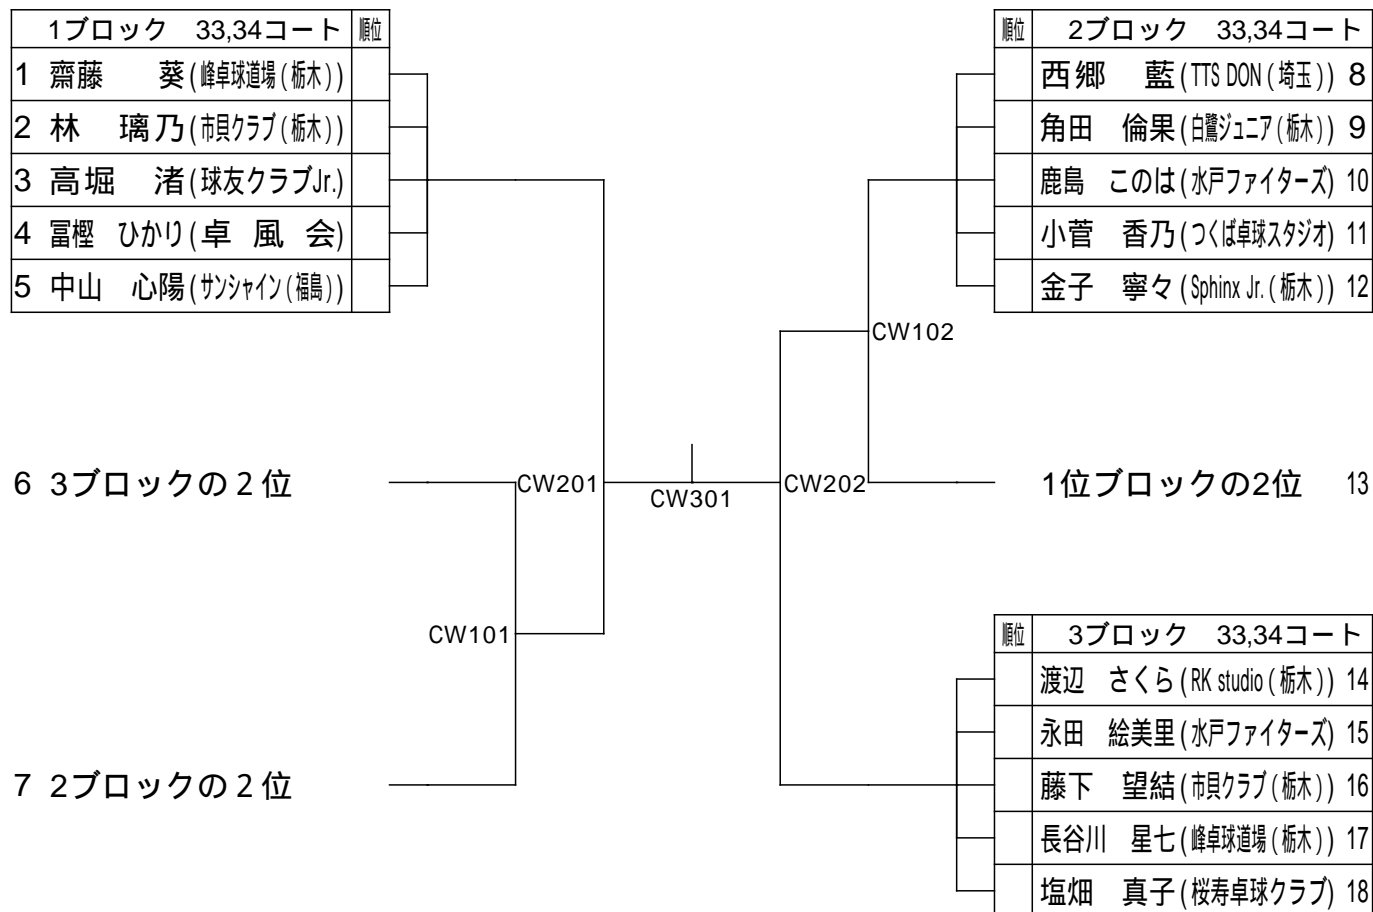 1ブロック 33,34コート 順位
1 齋藤 葵(峰卓球道場(栃木))
2 林 璃乃(市貝クラブ(栃木))
3 高堀 渚(球友クラブJr.)
4 冨樫 ひかり(卓 風 会)
5 中山 心陽(サンシャイン(福島))
順位 2ブロック 33,34コート
西郷 藍(TTS DON(埼玉)) 8
角田 倫果(白鷺ジュニア(栃木)) 9
鹿島 このは(水戸ファイターズ) 10
小菅 香乃(つくば卓球スタジオ) 11
金子 寧々(Sphinx Jr.(栃木)) 12
CW102
6 3ブロックの2位
CW201
CW301
CW202
1位ブロックの2位 13
CW101
7 2ブロックの2位
順位 3ブロック 33,34コート
渡辺 さくら(RK studio(栃木)) 14
永田 絵美里(水戸ファイターズ) 15
藤下 望結(市貝クラブ(栃木)) 16
長谷川 星七(峰卓球道場(栃木)) 17
塩畑 真子(桜寿卓球クラブ) 18